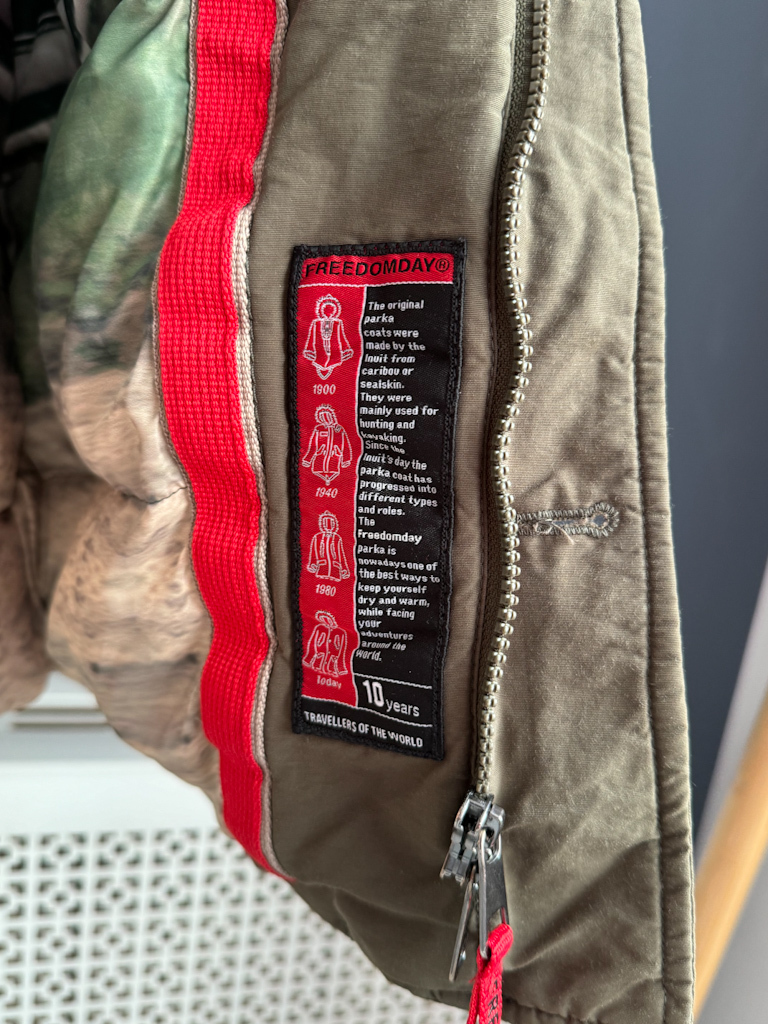 FREEDOMDAY®
1900
1940
1980
Today
The original
parka
coats were
made by the
Inuit from
caribou or
sealskin.
They were
mainly used for
hunting and
kayaking.
Since the
Inuit's day the
parka coat has
progressed into
different types
and roles.
The
Freedomday
parka is
nowadays one of
the best ways to
keep yourself
dry and warm,
while facing
your
adventures
around the
world.
10 years
TRAVELLERS OF THE WORLD